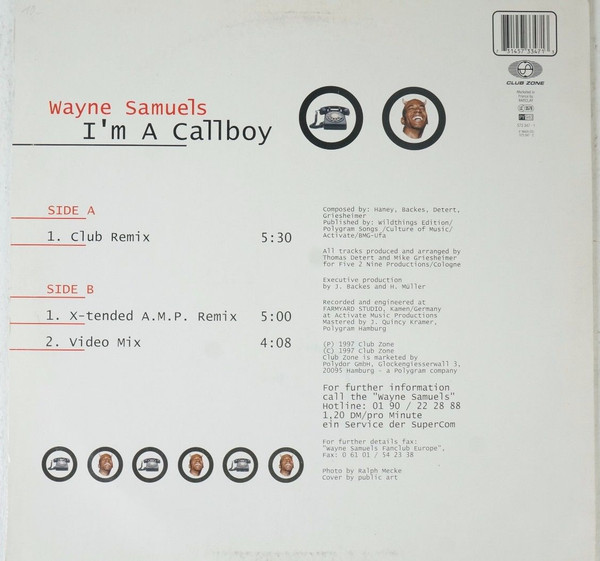 CLUB ZONE
Wayne Samuels
I'm A Callboy
SIDE A
1. Club Remix 5:30
SIDE B
1. X-tended A.M.P. Remix 5:00
2. Video Mix 4:08
Composed by: Haney, Backes, Detert,
Griesheimer
Published by: Wildthings Edition/
Polygram Songs /Culture of Music/
Activate/BMG-Ufa
All tracks produced and arranged by
Thomas Detert and Mike Griesheimer
for Five 2 Nine Productions/Cologne
Executive production
by J. Backes and H. Müller
Recorded and engineered at
FARMYARD STUDIO, Kamen/Germany
at Activate Music Productions
Mastered by J. Quincy Kramer,
Polygram Hamburg
(P) 1997 Club Zone
(C) 1997 Club Zone
Club Zone is marketed by
Polydor GmbH, Glockengiesserwall 3,
20095 Hamburg - a Polygram company
For further information
call the "Wayne Samuels"
Hotline: 01 90 / 22 28 88
1,20 DM/pro Minute
ein Service der SuperCom
For further details fax:
"Wayne Samuels Fanclub Europe",
Fax: 0 61 01 / 54 23 38
Photo by Ralph Mecke
Cover by public art